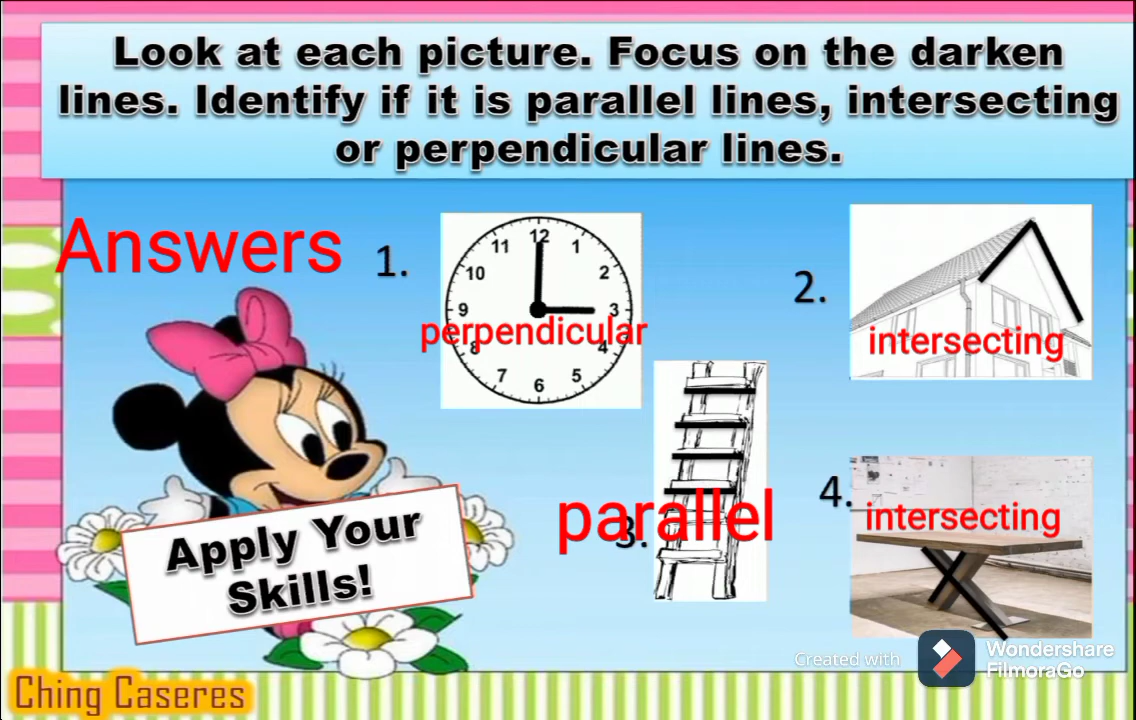 Look at each picture. Focus on the darken
lines. Identify if it is parallel lines, intersecting
or perpendicular lines.
Answers
1.
12
11
1
10
2
9
3
8
4
7
5
6
perpendicular
2.
intersecting
3.
parallel
4.
intersecting
Apply Your
Skills!
Created with
Wondershare
FilmoraGo
Ching Caseres